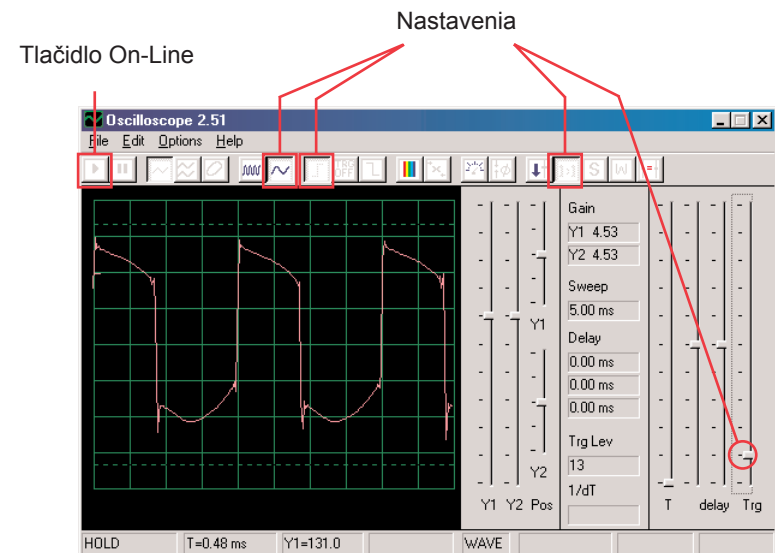 Nastavenia
Tlačidlo On-Line
Oscilloscope 2.51
File Edit Options Help
TRG OFF
S W
Gain
Y1 4.53
Y2 4.53
Sweep
5.00 ms
Y1
Delay
0.00 ms
0.00 ms
0.00 ms
Trg Lev
13
Y2
1/dT
Y1 Y2 Pos
T delay Trg
HOLD T=0.48 ms Y1=131.0 WAVE